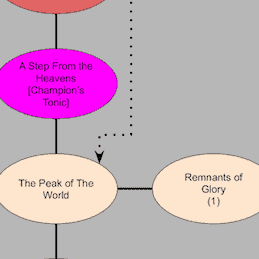 A Step From the
Heavens
[Champion's
Tonic]
The Peak of The
World
Remnants of
Glory
(1)